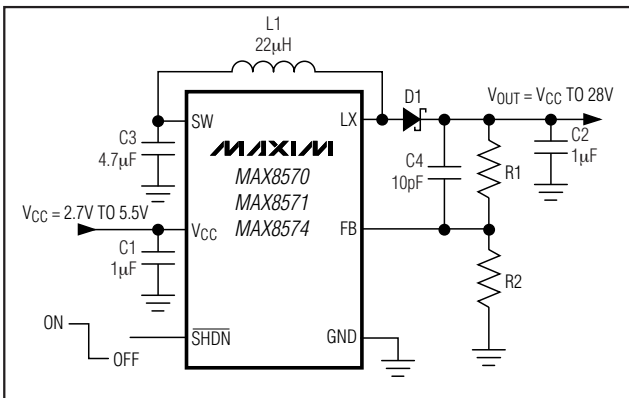 L1
22µH
SW
LX
D1
VOUT = VCC TO 28V
C3
4.7µF
MAXIM
MAX8570
MAX8571
MAX8574
C4
10pF
R1
C2
1µF
VCC = 2.7V TO 5.5V
VCC
FB
C1
1µF
R2
ON
OFF
SHDN
GND